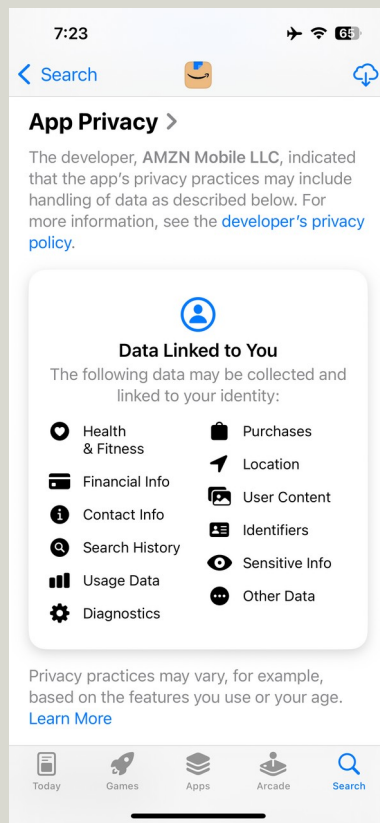 7:23
65
Search
App Privacy >
The developer, AMZN Mobile LLC, indicated
that the app's privacy practices may include
handling of data as described below. For
more information, see the developer's privacy
policy.
Data Linked to You
The following data may be collected and
linked to your identity:
Health
& Fitness
Financial Info
Contact Info
Search History
Usage Data
Diagnostics
Purchases
Location
User Content
Identifiers
Sensitive Info
Other Data
Privacy practices may vary, for example,
based on the features you use or your age.
Learn More
Today
Games
Apps
Arcade
Search